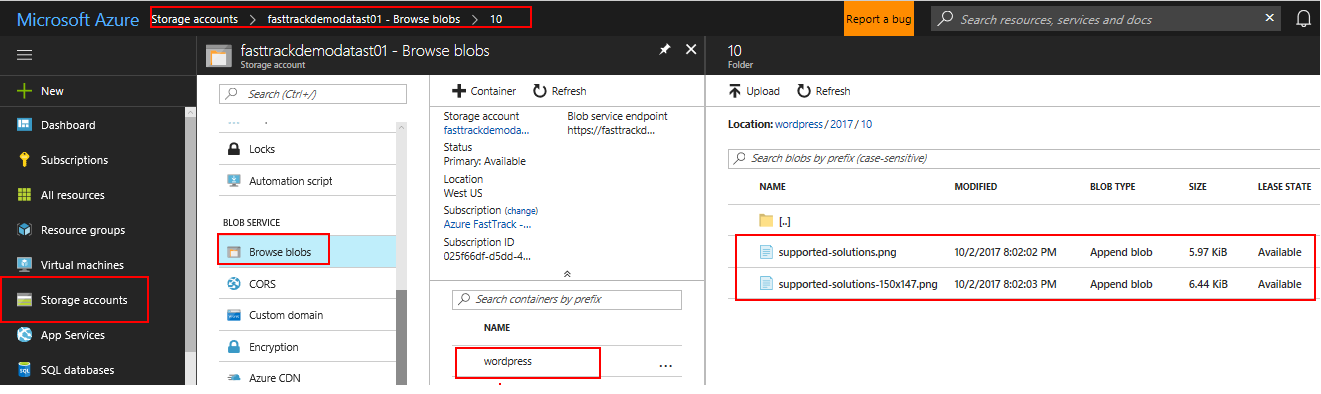 Microsoft Azure Storage accounts > fasttrackdemodatast01 - Browse blobs > 10
Report a bug
Search resources, services and docs
New
Dashboard
Subscriptions
All resources
Resource groups
Virtual machines
Storage accounts
App Services
SQL databases
fasttrackdemodatast01 - Browse blobs
Storage account
Search (Ctrl+/)
Locks
Automation script
BLOB SERVICE
Browse blobs
CORS
Custom domain
Encryption
Azure CDN
Container Refresh
Storage account
fasttrackdemoda...
Status
Primary: Available
Location
West US
Subscription (change)
Azure FastTrack -...
Subscription ID
025f66df-d5dd-4...
Blob service endpoint
https://fasttrackd...
Search containers by prefix
NAME
wordpress ...
10
Folder
Upload Refresh
Location: wordpress / 2017 / 10
Search blobs by prefix (case-sensitive)
NAME MODIFIED BLOB TYPE SIZE LEASE STATE
[..]
supported-solutions.png 10/2/2017 8:02:02 PM Append blob 5.97 KiB Available
supported-solutions-150x147.png 10/2/2017 8:02:03 PM Append blob 6.44 KiB Available